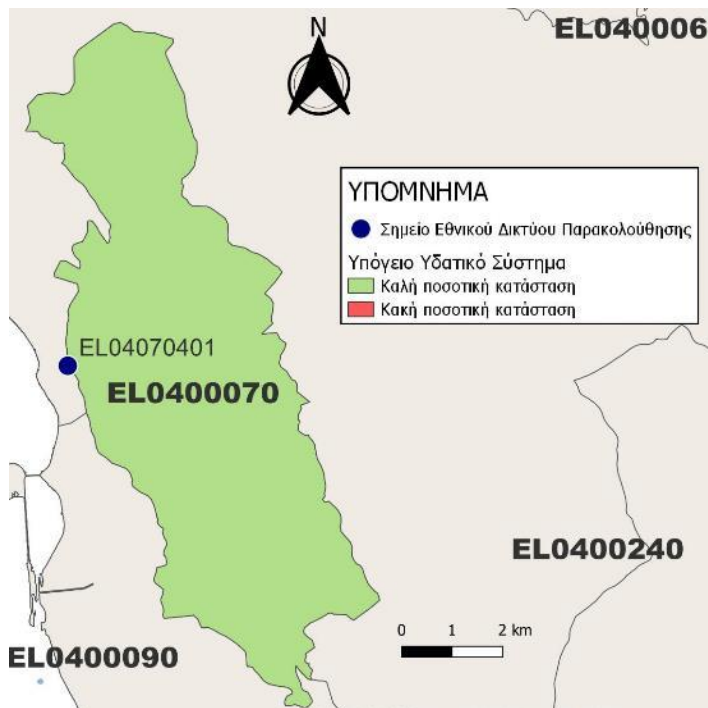 N
EL040006
ΥΠΟΜΝΗΜΑ
Σημείο Εθνικού Δικτύου Παρακολούθησης
Υπόγειο Υδατικό Σύστημα
Καλή ποσοτική κατάσταση
Κακή ποσοτική κατάσταση
EL04070401
EL0400070
EL0400240
0 1 2 km
EL0400090